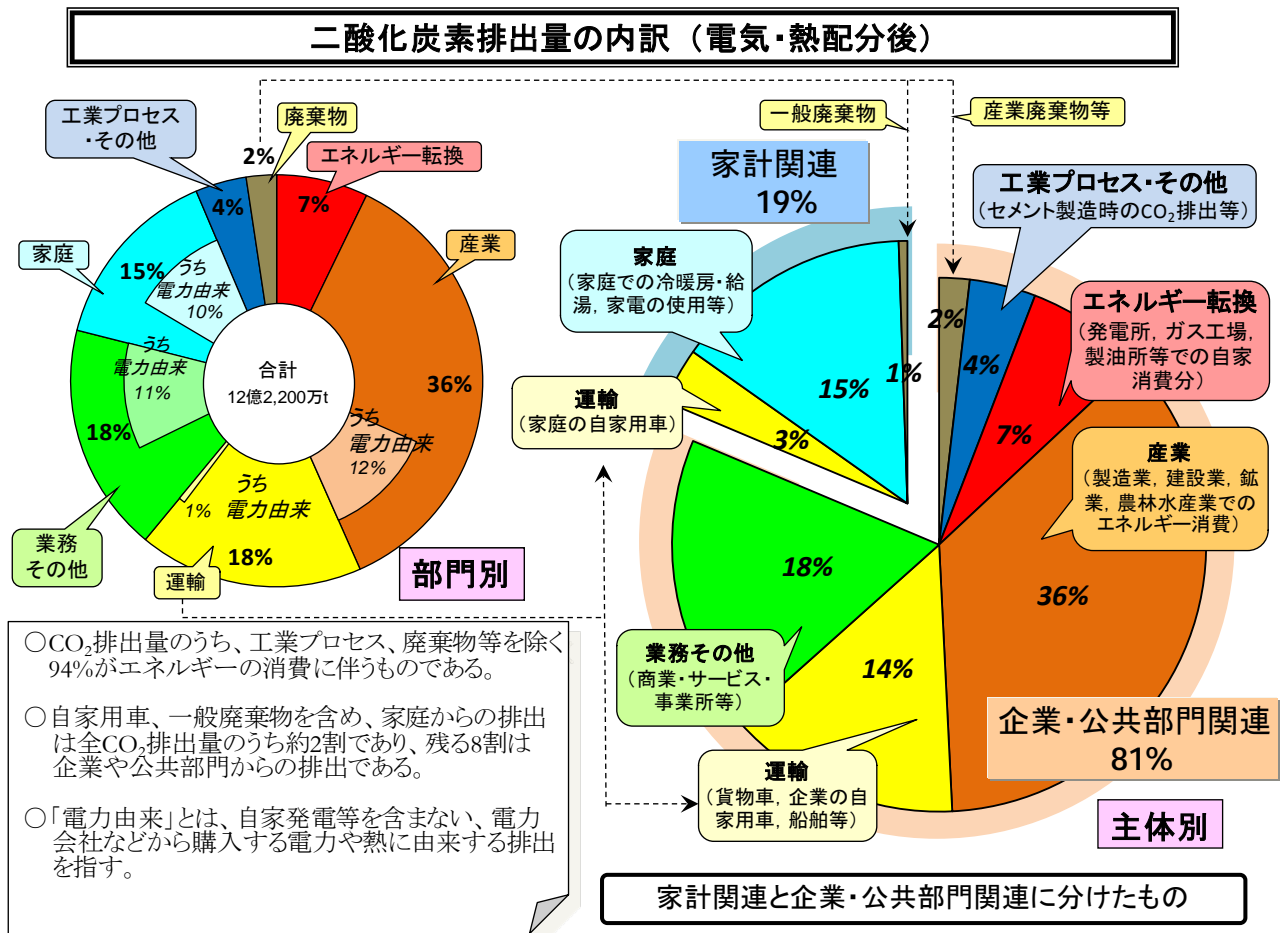 二酸化炭素排出量の内訳（電気・熱配分後）
工業プロセス
・その他
廃棄物
2%
エネルギー転換
4%
7%
産業
家庭
15%
うち
電力由来
10%
うち
電力由来
11%
合計
12億2,200万t
36%
18%
うち
電力由来
12%
うち
電力由来
1%
18%
業務
その他
運輸
部門別
一般廃棄物
産業廃棄物等
家計関連
19%
工業プロセス・その他
（セメント製造時のCO₂排出等）
家庭
（家庭での冷暖房・給
湯，家電の使用等）
エネルギー転換
（発電所，ガス工場，
製油所等での自家
消費分）
2%
4%
1%
15%
7%
運輸
（家庭の自家用車）
3%
産業
（製造業，建設業，鉱
業，農林水産業での
エネルギー消費）
18%
36%
業務その他
（商業・サービス・
事業所等）
14%
企業・公共部門関連
81%
運輸
（貨物車，企業の自
家用車，船舶等）
主体別
○CO₂排出量のうち、工業プロセス、廃棄物等を除く
94%がエネルギーの消費に伴うものである。
○自家用車、一般廃棄物を含め、家庭からの排出
は全CO₂排出量のうち約2割であり、残る8割は
企業や公共部門からの排出である。
○「電力由来」とは、自家発電等を含まない、電力
会社などから購入する電力や熱に由来する排出
を指す。
家計関連と企業・公共部門関連に分けたもの